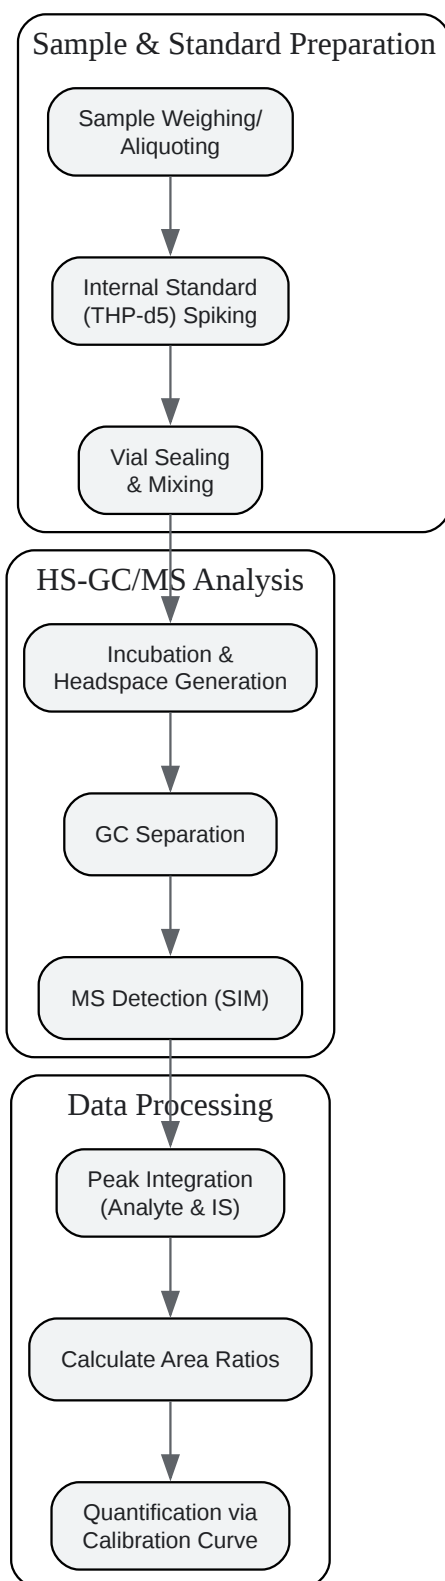 Sample & Standard Preparation
Sample Weighing/
Aliquoting
Internal Standard
(THP-d5) Spiking
Vial Sealing
& Mixing
HS-GC/MS Analysis
Incubation &
Headspace Generation
GC Separation
MS Detection (SIM)
Data Processing
Peak Integration
(Analyte & IS)
Calculate Area Ratios
Quantification via
Calibration Curve